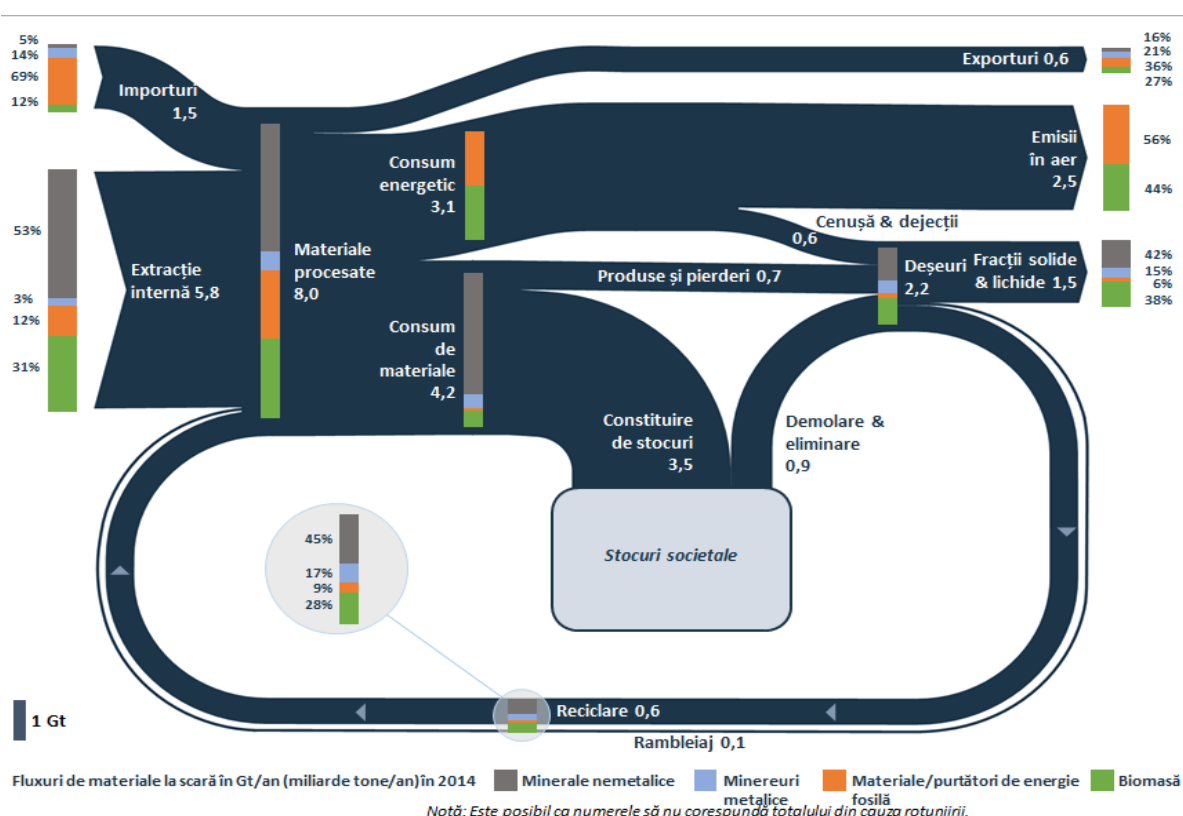 5%
14%
69%
12%
Importuri
1,5
53%
3%
12%
31%
Extracție
internă 5,8
Materiale
procesate
8,0
Consum
energetic
3,1
Consum
de
materiale
4,2
Exporturi 0,6
16%
21%
36%
27%
Emisii
în aer
2,5
56%
44%
Cenușă & dejecții
0,6
Produse și pierderi 0,7
Deșeuri
2,2
Fracții solide
& lichide 1,5
42%
15%
6%
38%
Constituire
de stocuri
3,5
Demolare &
eliminare
0,9
Stocuri societale
45%
17%
9%
28%
Reciclare 0,6
Rambleiaj 0,1
1 Gt
Fluxuri de materiale la scară în Gt/an (miliarde tone/an) în 2014
Minerale nemetalice
Minereuri
metalice
Materiale/purtători de energie
fosilă
Biomasă
Notă: Este posibil ca numerele să nu corespundă totalului din cauza rotunjirii.